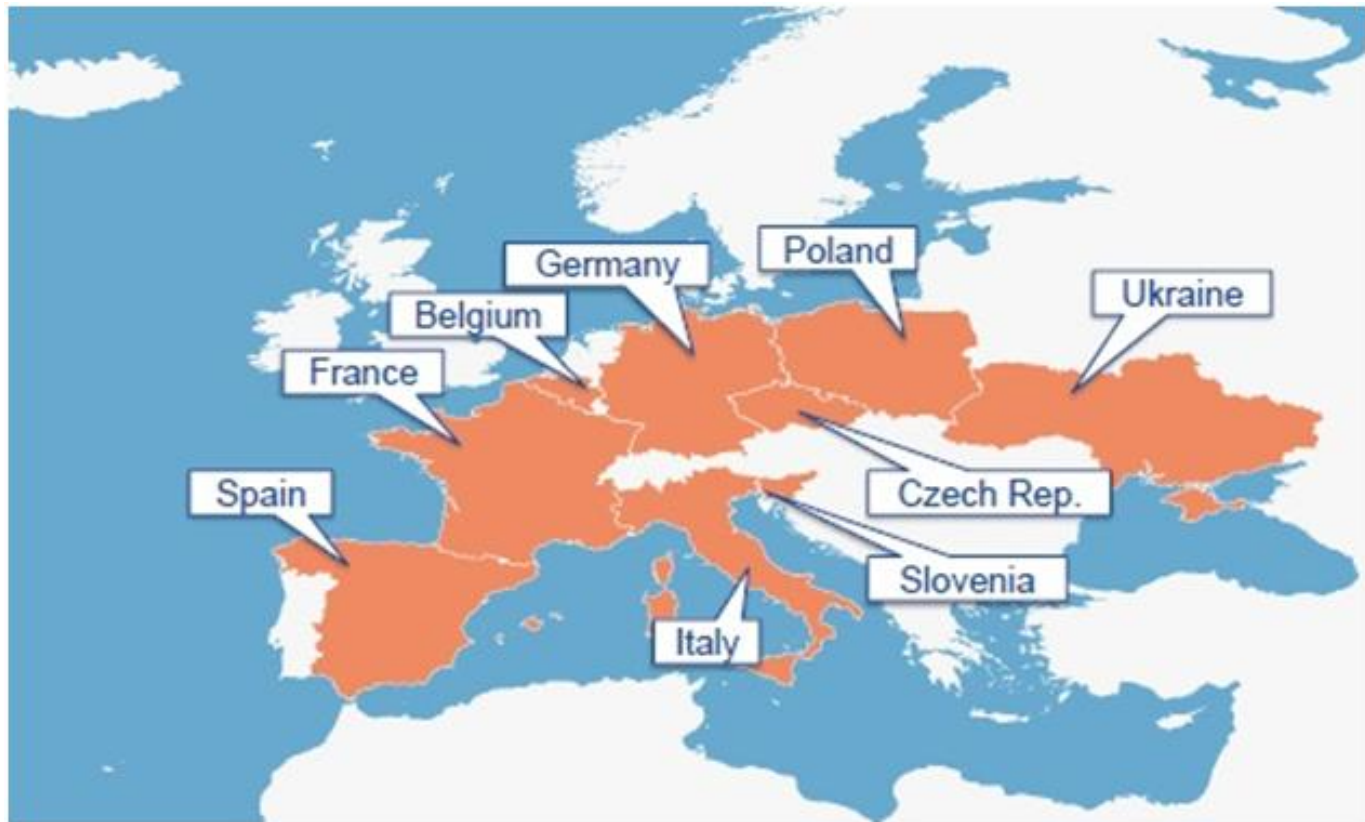 Poland
Germany
Ukraine
Belgium
France
Spain
Czech Rep.
Slovenia
Italy